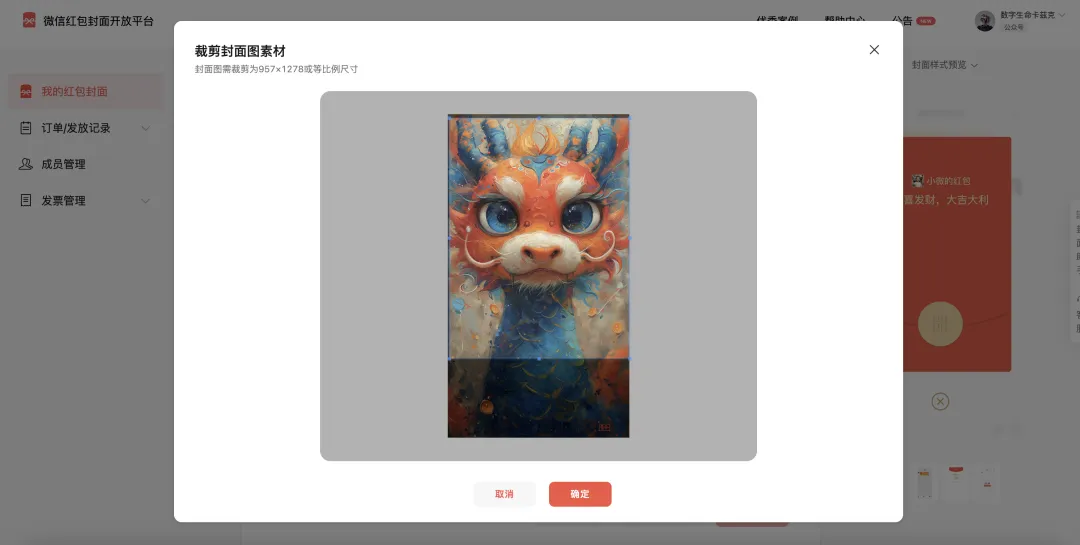 微信红包封面开放平台
优秀案例
帮助中心
公告
NEW
数字生命卡兹克
公众号
我的红包封面
订单/发放记录
成员管理
发票管理
裁剪封面图素材
封面图需裁剪为957×1278或等比例尺寸
取消
确定
封面样式预览
小微的红包
喜发财，大吉大利